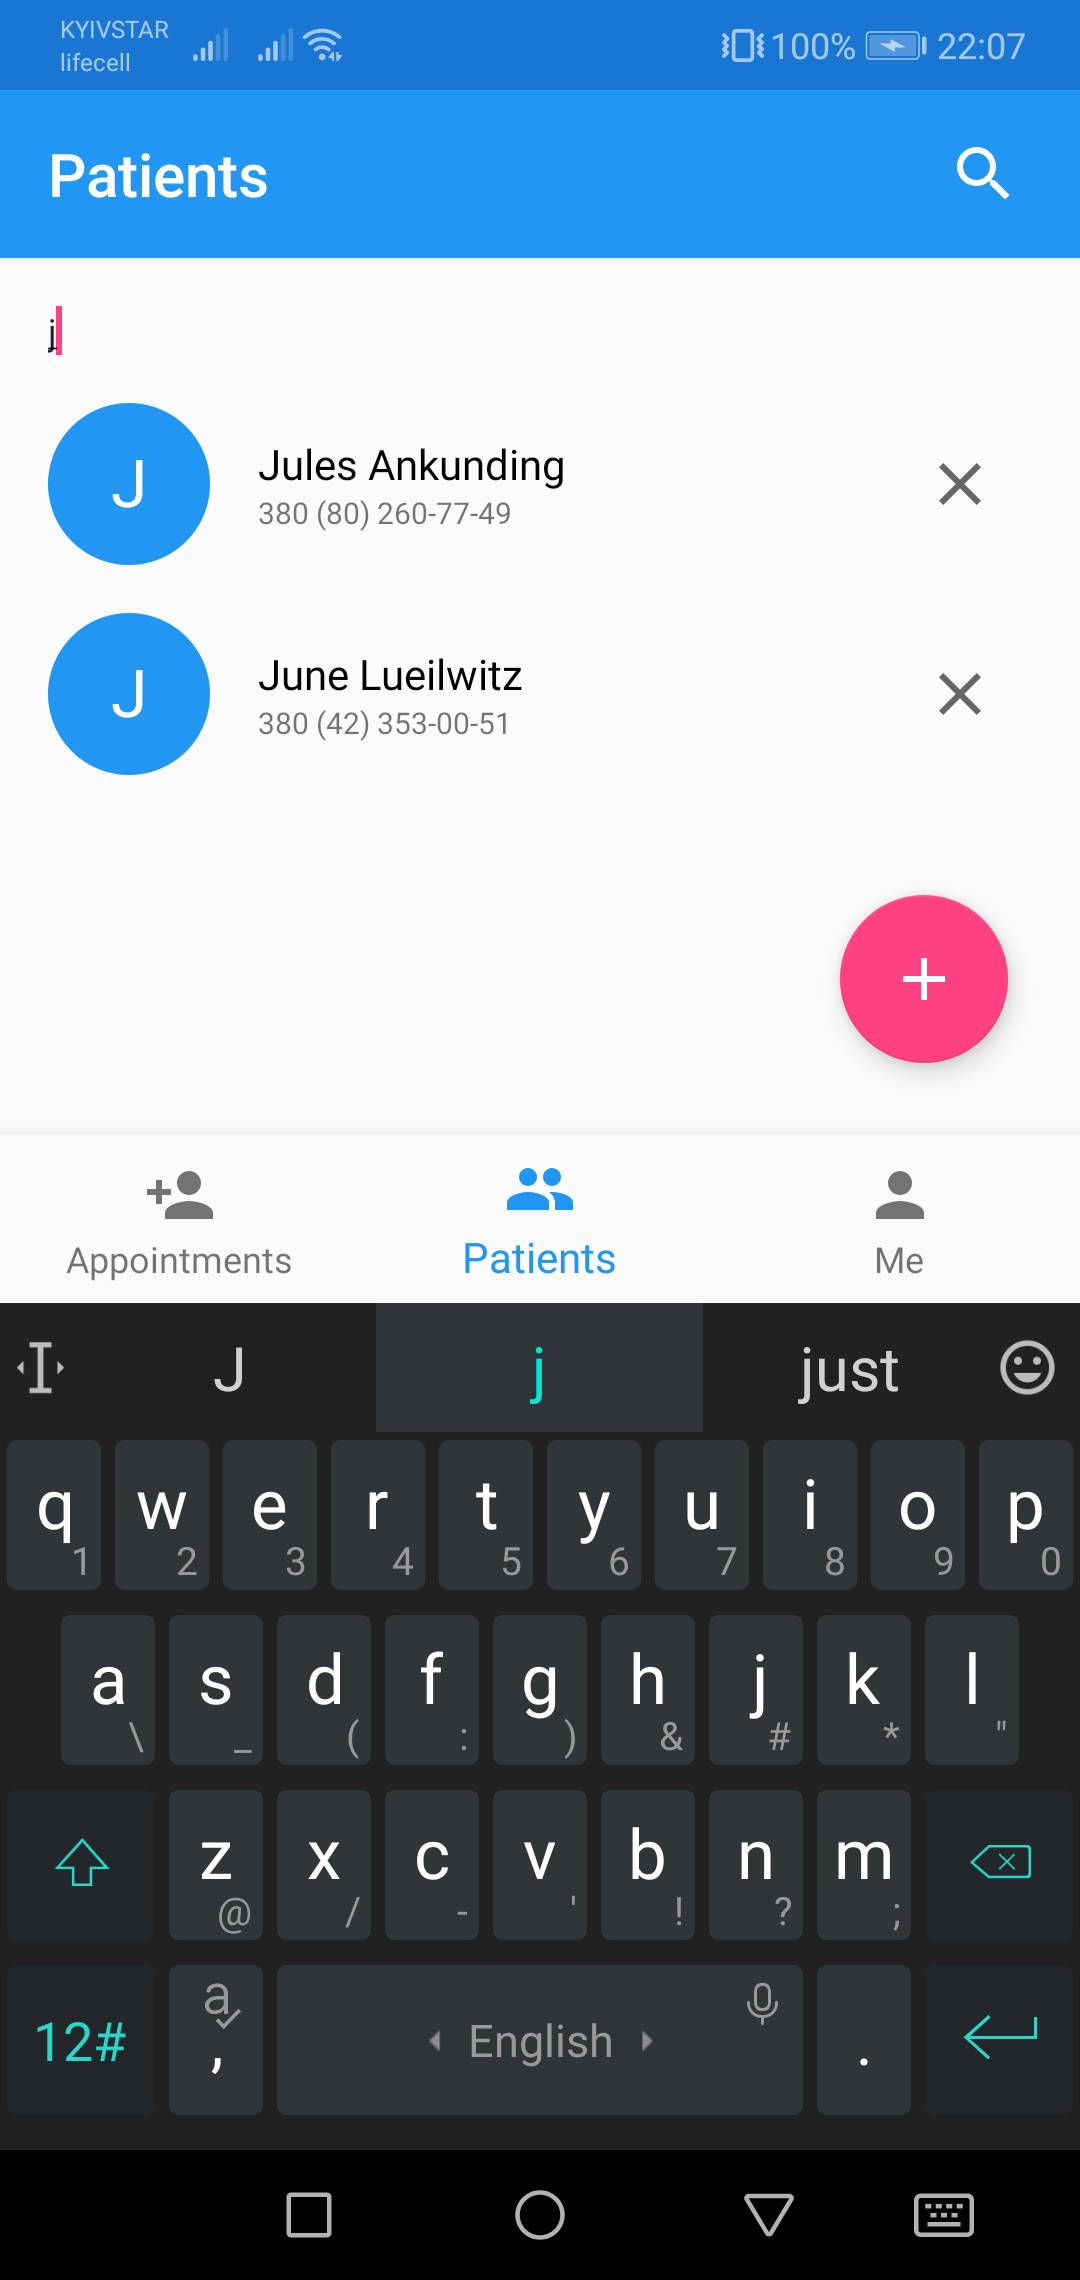 KYIVSTAR
lifecell
100% 22:07
Patients
j
J
Jules Ankunding
380 (80) 260-77-49
J
June Lueilwitz
380 (42) 353-00-51
+
Appointments Patients Me
J j just
q w e r t y u i o p
1 2 3 4 5 6 7 8 9 0
a s d f g h j k l
\ _ ( : ) & # * "
z x c v b n m
@ / - ' ! ? ;
12# a , English .